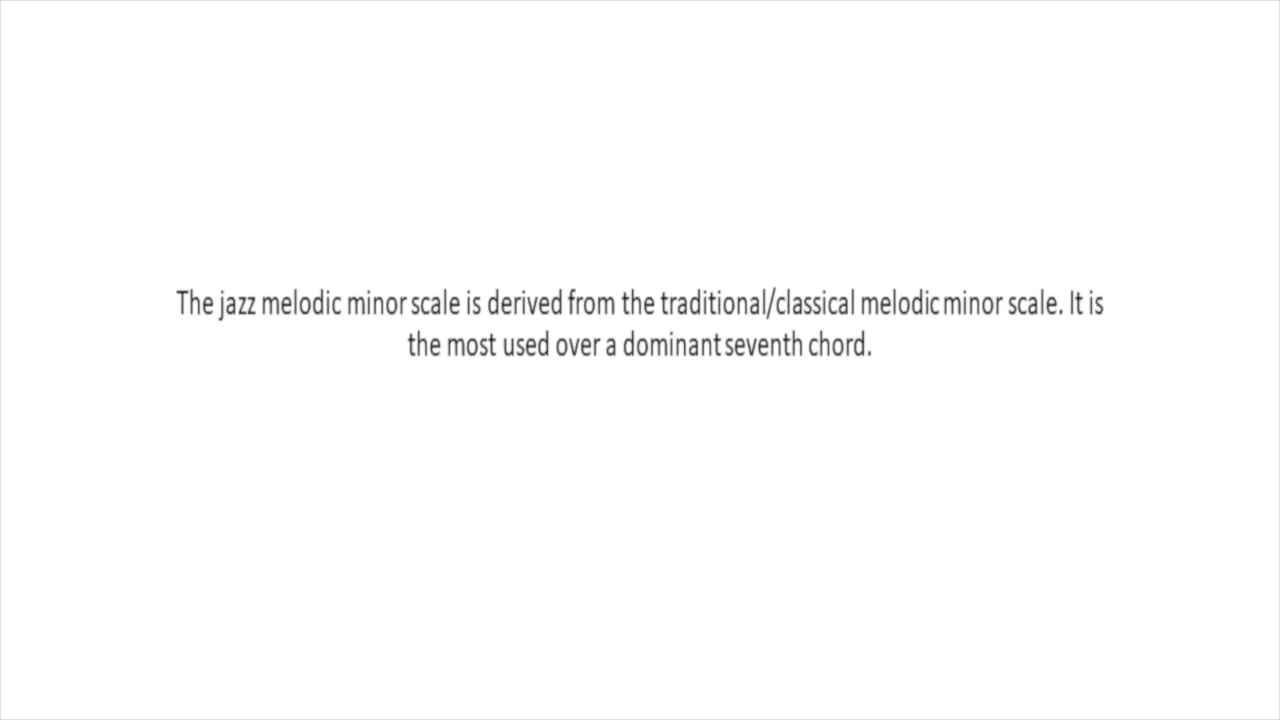 The jazz melodic minor scale is derived from the traditional/classical melodic minor scale. It is
the most used over a dominant seventh chord.